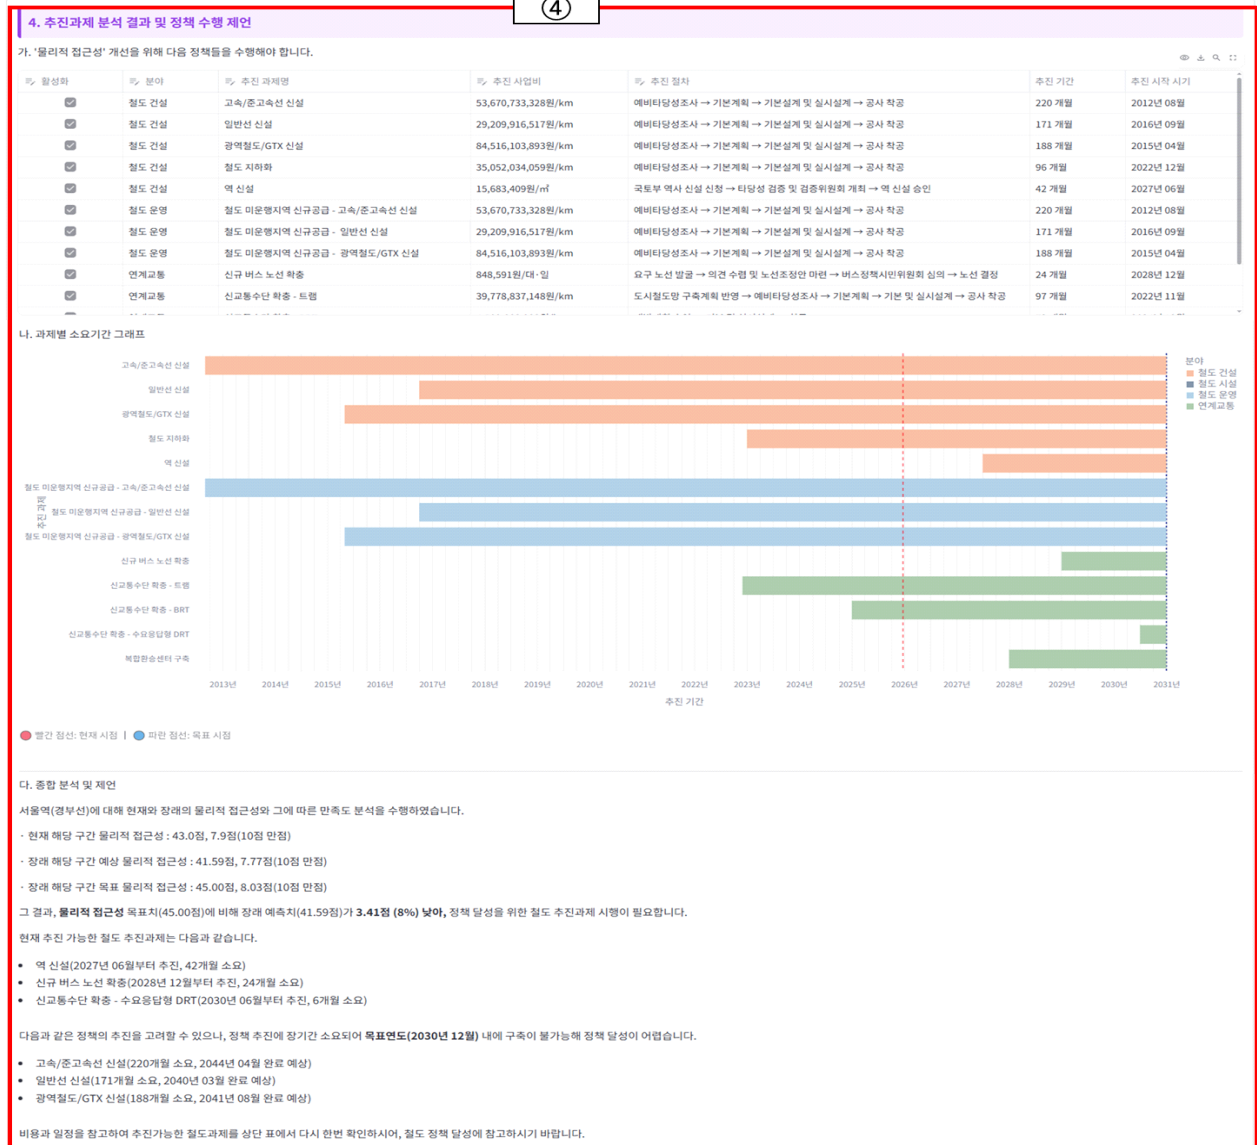 ④
4. 추진과제 분석 결과 및 정책 수행 제언
가. '물리적 접근성' 개선을 위해 다음 정책들을 수행해야 합니다.
활성화 분야 추진 과제명 추진 사업비 추진 절차 추진 기간 추진 시작 시기
철도 건설 고속/준고속선 신설 53,670,733,328원/km 예비타당성조사 → 기본계획 → 기본설계 및 실시설계 → 공사 착공 220 개월 2012년 08월
철도 건설 일반선 신설 29,209,916,517원/km 예비타당성조사 → 기본계획 → 기본설계 및 실시설계 → 공사 착공 171 개월 2016년 09월
철도 건설 광역철도/GTX 신설 84,516,103,893원/km 예비타당성조사 → 기본계획 → 기본설계 및 실시설계 → 공사 착공 188 개월 2015년 04월
철도 건설 철도 지하화 35,052,034,059원/km 예비타당성조사 → 기본계획 → 기본설계 및 실시설계 → 공사 착공 96 개월 2022년 12월
철도 건설 역 신설 15,683,409원/㎡ 국토부 역사 신설 신청 → 타당성 검증 및 검증위원회 개최 → 역 신설 승인 42 개월 2027년 06월
철도 운영 철도 미운행지역 신규공급 - 고속/준고속선 신설 53,670,733,328원/km 예비타당성조사 → 기본계획 → 기본설계 및 실시설계 → 공사 착공 220 개월 2012년 08월
철도 운영 철도 미운행지역 신규공급 - 일반선 신설 29,209,916,517원/km 예비타당성조사 → 기본계획 → 기본설계 및 실시설계 → 공사 착공 171 개월 2016년 09월
철도 운영 철도 미운행지역 신규공급 - 광역철도/GTX 신설 84,516,103,893원/km 예비타당성조사 → 기본계획 → 기본설계 및 실시설계 → 공사 착공 188 개월 2015년 04월
연계교통 신규 버스 노선 확충 848,591원/대·일 요구 노선 발굴 → 의견 수렴 및 노선조정안 마련 → 버스정책시민위원회 심의 → 노선 결정 24 개월 2028년 12월
연계교통 신교통수단 확충 - 트램 39,778,837,148원/km 도시철도망 구축계획 반영 → 예비타당성조사 → 기본계획 → 기본 및 실시설계 → 공사 착공 97 개월 2022년 11월
나. 과제별 소요기간 그래프
분야
철도 건설
철도 시설
철도 운영
연계교통
추진 과제
고속/준고속선 신설
일반선 신설
광역철도/GTX 신설
철도 지하화
역 신설
철도 미운행지역 신규공급 - 고속/준고속선 신설
철도 미운행지역 신규공급 - 일반선 신설
철도 미운행지역 신규공급 - 광역철도/GTX 신설
신규 버스 노선 확충
신교통수단 확충 - 트램
신교통수단 확충 - BRT
신교통수단 확충 - 수요응답형 DRT
복합환승센터 구축
2013년 2014년 2015년 2016년 2017년 2018년 2019년 2020년 2021년 2022년 2023년 2024년 2025년 2026년 2027년 2028년 2029년 2030년 2031년
추진 기간
빨간 점선: 현재 시점 | 파란 점선: 목표 시점
다. 종합 분석 및 제언
서울역(경부선)에 대해 현재와 장래의 물리적 접근성와 그에 따른 만족도 분석을 수행하였습니다.
· 현재 해당 구간 물리적 접근성 : 43.0점, 7.9점(10점 만점)
· 장래 해당 구간 예상 물리적 접근성 : 41.59점, 7.77점(10점 만점)
· 장래 해당 구간 목표 물리적 접근성 : 45.00점, 8.03점(10점 만점)
그 결과, 물리적 접근성 목표치(45.00점)에 비해 장래 예측치(41.59점)가 3.41점 (8%) 낮아, 정책 달성을 위한 철도 추진과제 시행이 필요합니다.
현재 추진 가능한 철도 추진과제는 다음과 같습니다.
• 역 신설(2027년 06월부터 추진, 42개월 소요)
• 신규 버스 노선 확충(2028년 12월부터 추진, 24개월 소요)
• 신교통수단 확충 - 수요응답형 DRT(2030년 06월부터 추진, 6개월 소요)
다음과 같은 정책의 추진을 고려할 수 있으나, 정책 추진에 장기간 소요되어 목표연도(2030년 12월) 내에 구축이 불가능해 정책 달성이 어렵습니다.
• 고속/준고속선 신설(220개월 소요, 2044년 04월 완료 예상)
• 일반선 신설(171개월 소요, 2040년 03월 완료 예상)
• 광역철도/GTX 신설(188개월 소요, 2041년 08월 완료 예상)
비용과 일정을 참고하여 추진가능한 철도과제를 상단 표에서 다시 한번 확인하시어, 철도 정책 달성에 참고하시기 바랍니다.